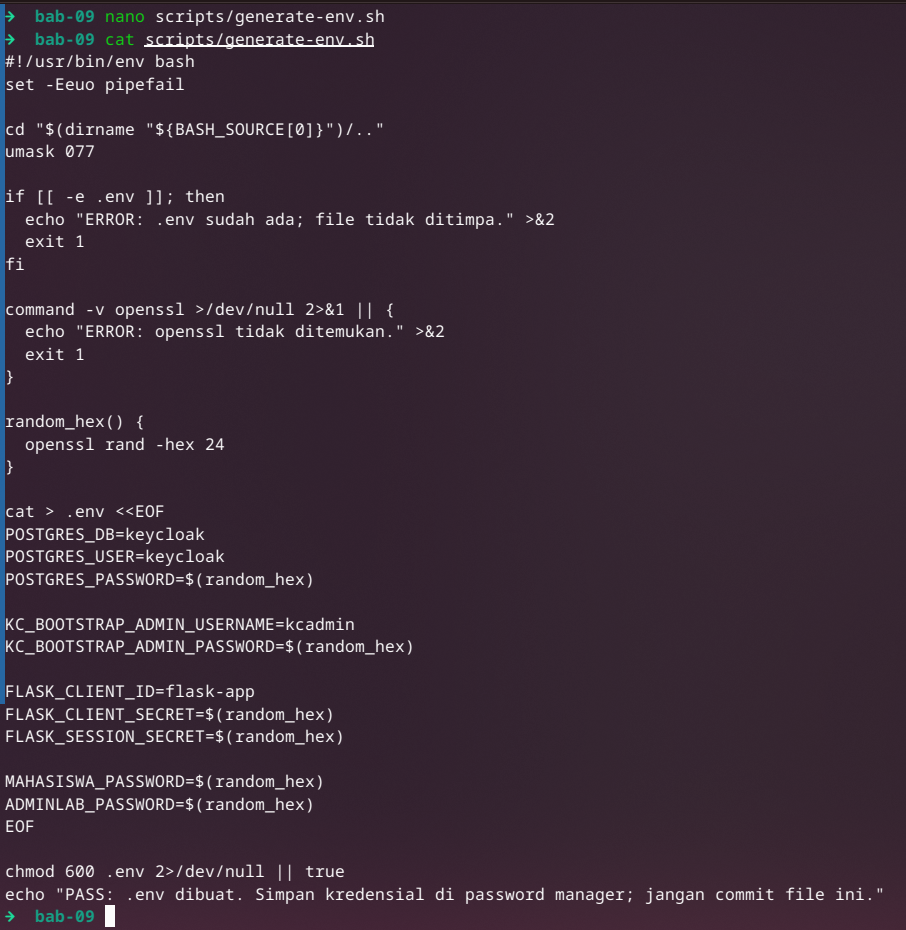 → bab-09 nano scripts/generate-env.sh
→ bab-09 cat scripts/generate-env.sh
#!/usr/bin/env bash
set -Eeuo pipefail

cd "$(dirname "${BASH_SOURCE[0]}")/.."
umask 077

if [[ -e .env ]]; then
  echo "ERROR: .env sudah ada; file tidak ditimpa." >&2
  exit 1
fi

command -v openssl >/dev/null 2>&1 || {
  echo "ERROR: openssl tidak ditemukan." >&2
  exit 1
}

random_hex() {
  openssl rand -hex 24
}

cat > .env <<EOF
POSTGRES_DB=keycloak
POSTGRES_USER=keycloak
POSTGRES_PASSWORD=$(random_hex)

KC_BOOTSTRAP_ADMIN_USERNAME=kcadmin
KC_BOOTSTRAP_ADMIN_PASSWORD=$(random_hex)

FLASK_CLIENT_ID=flask-app
FLASK_CLIENT_SECRET=$(random_hex)
FLASK_SESSION_SECRET=$(random_hex)

MAHASISWA_PASSWORD=$(random_hex)
ADMINLAB_PASSWORD=$(random_hex)
EOF

chmod 600 .env 2>/dev/null || true
echo "PASS: .env dibuat. Simpan kredensial di password manager; jangan commit file ini."
→ bab-09